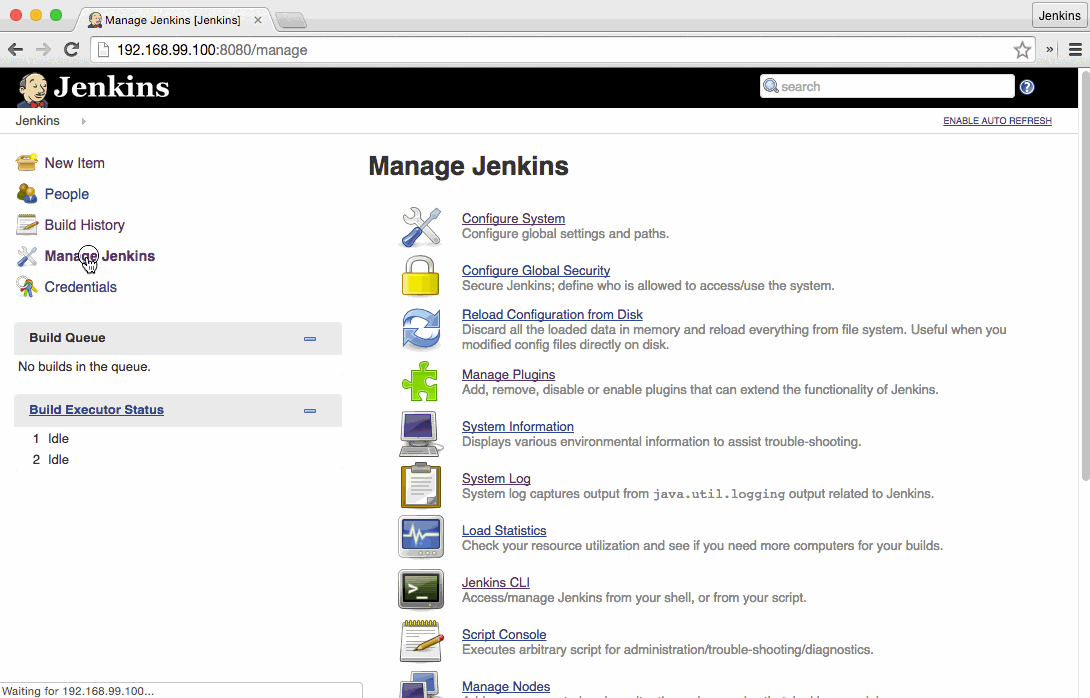 Manage Jenkins [Jenkins]
Jenkins
192.168.99.100:8080/manage
Jenkins
search
Jenkins
ENABLE AUTO REFRESH
New Item
People
Build History
Manage Jenkins
Credentials
Build Queue
No builds in the queue.
Build Executor Status
1 Idle
2 Idle
Manage Jenkins
Configure System
Configure global settings and paths.
Configure Global Security
Secure Jenkins; define who is allowed to access/use the system.
Reload Configuration from Disk
Discard all the loaded data in memory and reload everything from file system. Useful when you
modified config files directly on disk.
Manage Plugins
Add, remove, disable or enable plugins that can extend the functionality of Jenkins.
System Information
Displays various environmental information to assist trouble-shooting.
System Log
System log captures output from java.util.logging output related to Jenkins.
Load Statistics
Check your resource utilization and see if you need more computers for your builds.
Jenkins CLI
Access/manage Jenkins from your shell, or from your script.
Script Console
Executes arbitrary script for administration/trouble-shooting/diagnostics.
Manage Nodes
Waiting for 192.168.99.100...